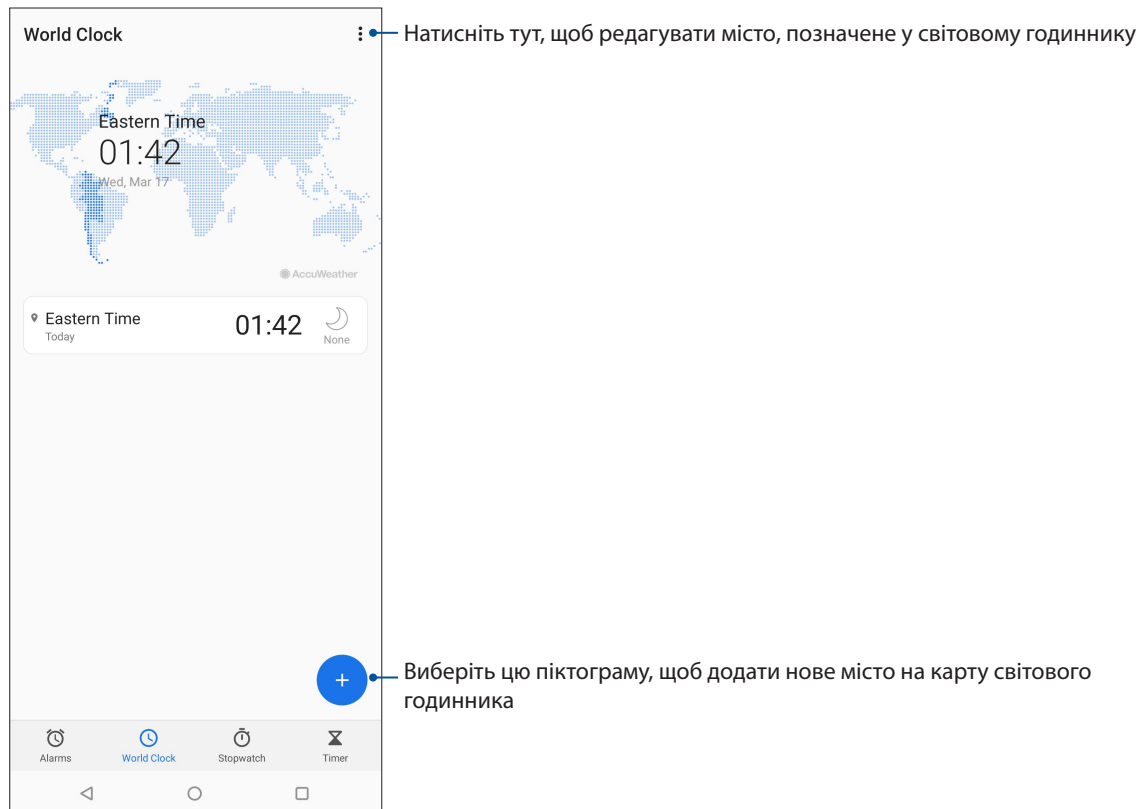 World Clock
Натисніть тут, щоб редагувати місто, позначене у світовому годиннику
Eastern Time
01:42
Wed, Mar 17
AccuWeather
Eastern Time
Today
01:42
None
Виберіть цю піктограму, щоб додати нове місто на карту світового
годинника
Alarms
World Clock
Stopwatch
Timer